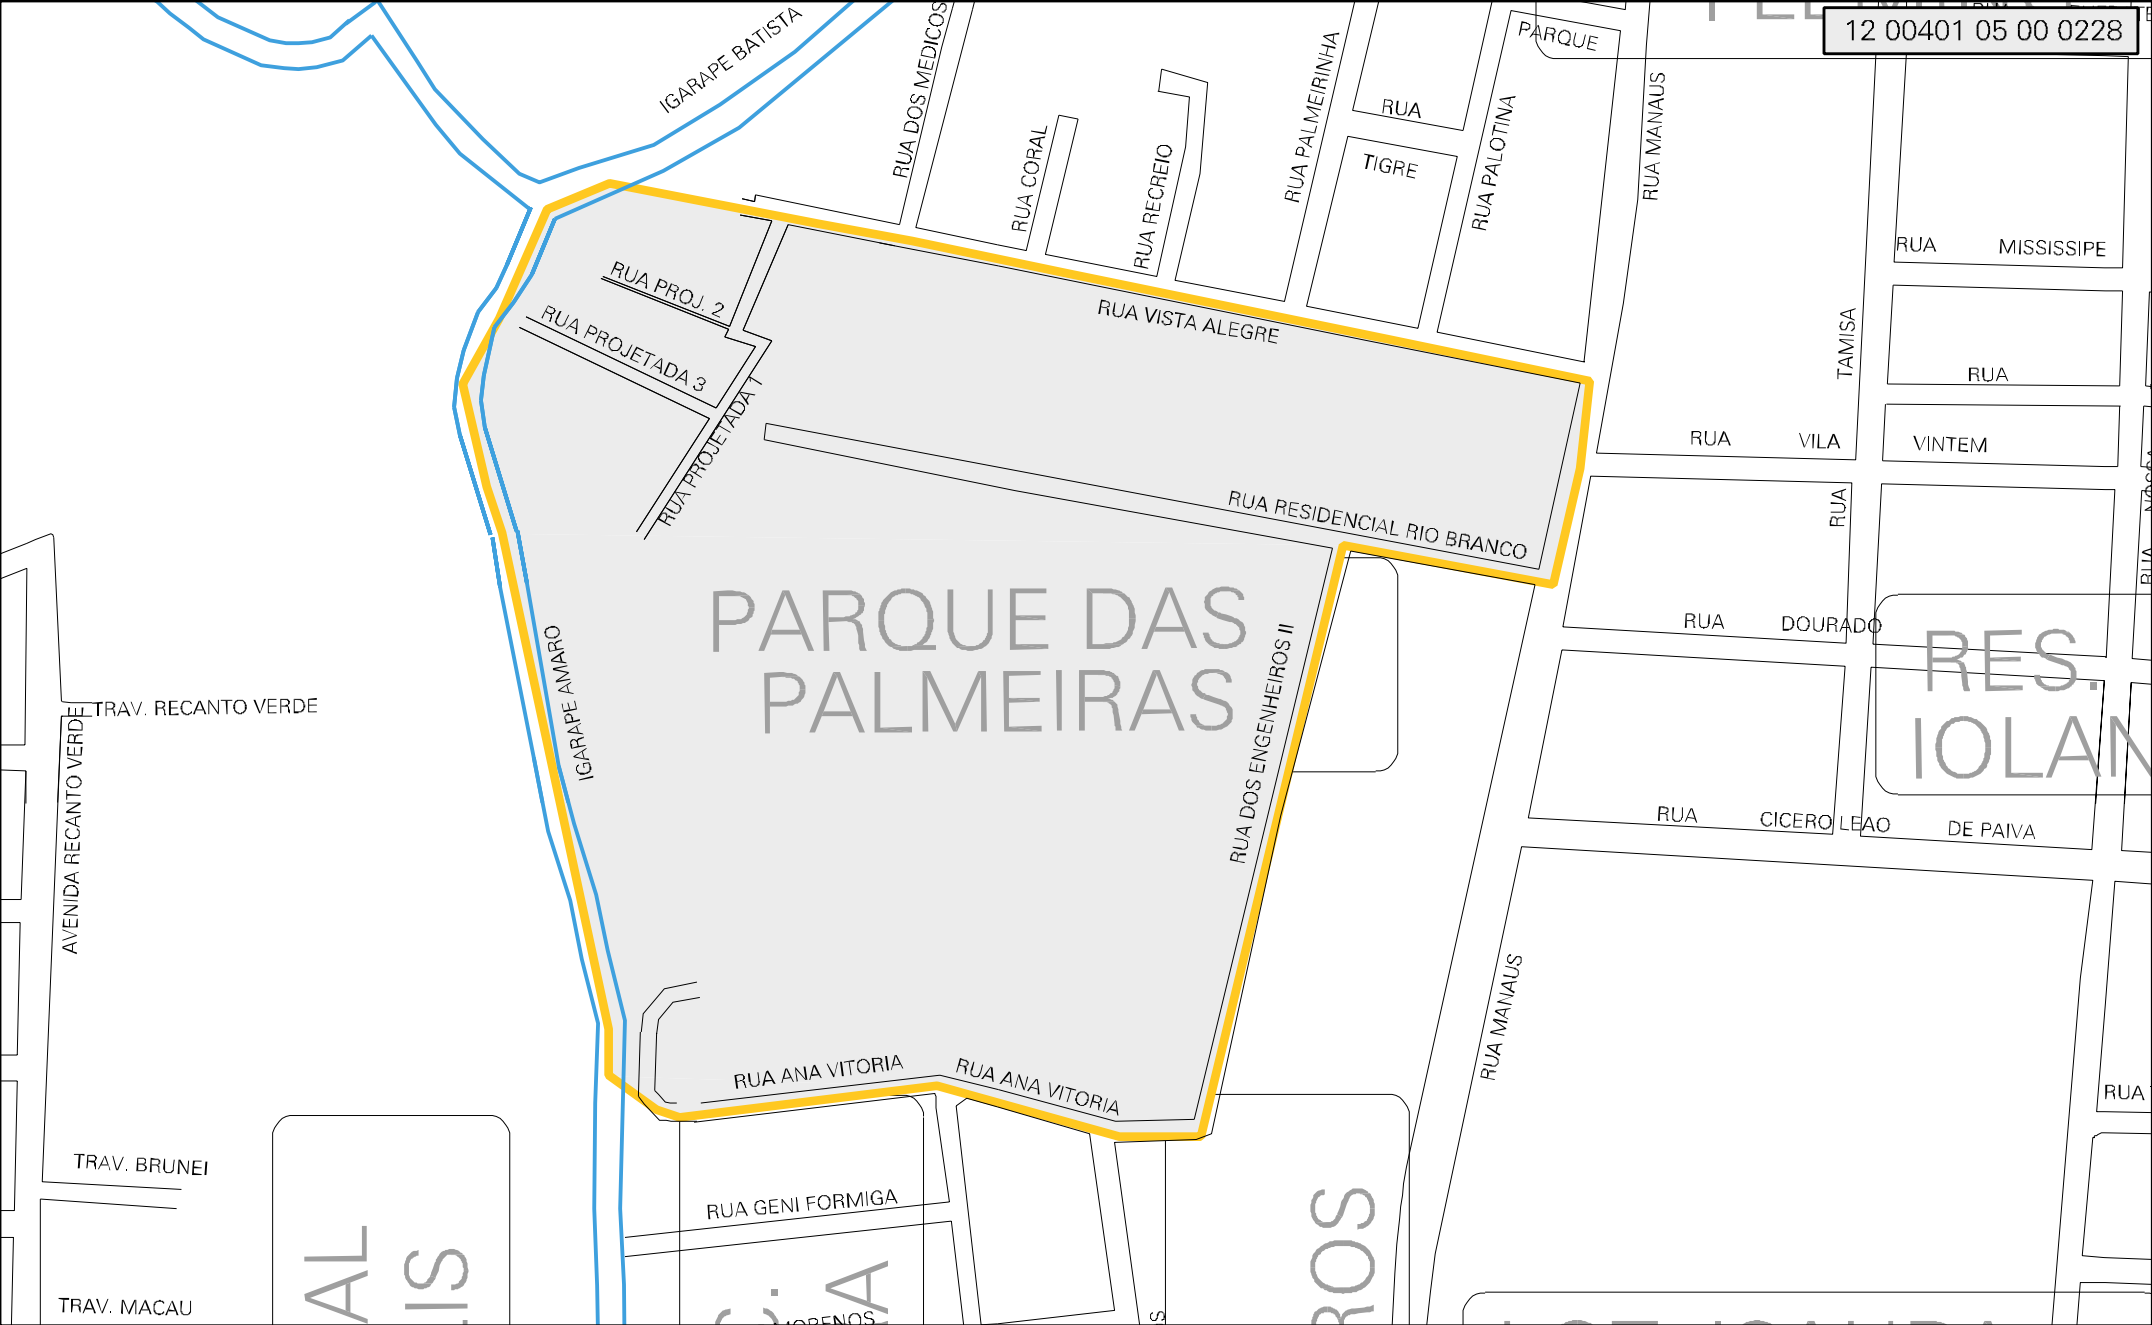 12 00401 05 00 0228
IGARAPE BATISTA
RUA DOS MEDICOS
RUA CORAL
RUA RECREIO
RUA PALMEIRINHA
PARQUE
RUA
TIGRE
RUA PALOTINA
RUA MANAUS
RUA MISSISSIPE
TAMISA
RUA
RUA
RUA VILA VINTEM
RUA PROJ. 2
RUA PROJETADA 3
RUA PROJETADA 1
RUA VISTA ALEGRE
RUA RESIDENCIAL RIO BRANCO
PARQUE DAS
PALMEIRAS
RUA DOURADO
RES.
IOLAN
IGARAPE AMARO
RUA DOS ENGENHEIROS II
TRAV. RECANTO VERDE
AVENIDA RECANTO VERDE
RUA CICERO LEAO DE PAIVA
RUA MANAUS
RUA ANA VITORIA
RUA ANA VITORIA
RUA
TRAV. BRUNEI
RUA GENI FORMIGA
TRAV. MACAU
AL
LIS
C.
A
MORENOS
S
ROS